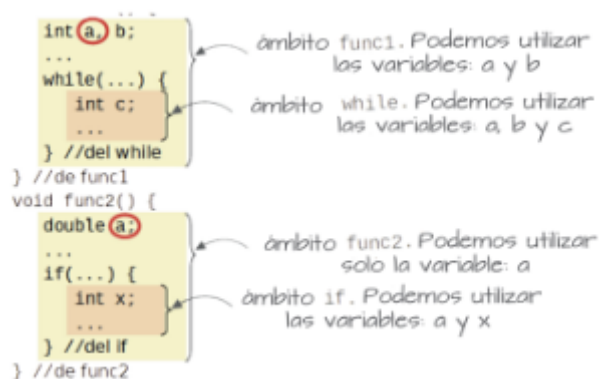 int a, b;
...
while(...) {
int c;
...
} //del while
} //de func1
void func2() {
double a;
...
if(...) {
int x;
...
} //del if
} //de func2
ámbito func1. Podemos utilizar
las variables: a y b
ámbito while. Podemos utilizar
las variables: a, b y c
ámbito func2. Podemos utilizar
solo la variable: a
ámbito if. Podemos utilizar
las variables: a y x